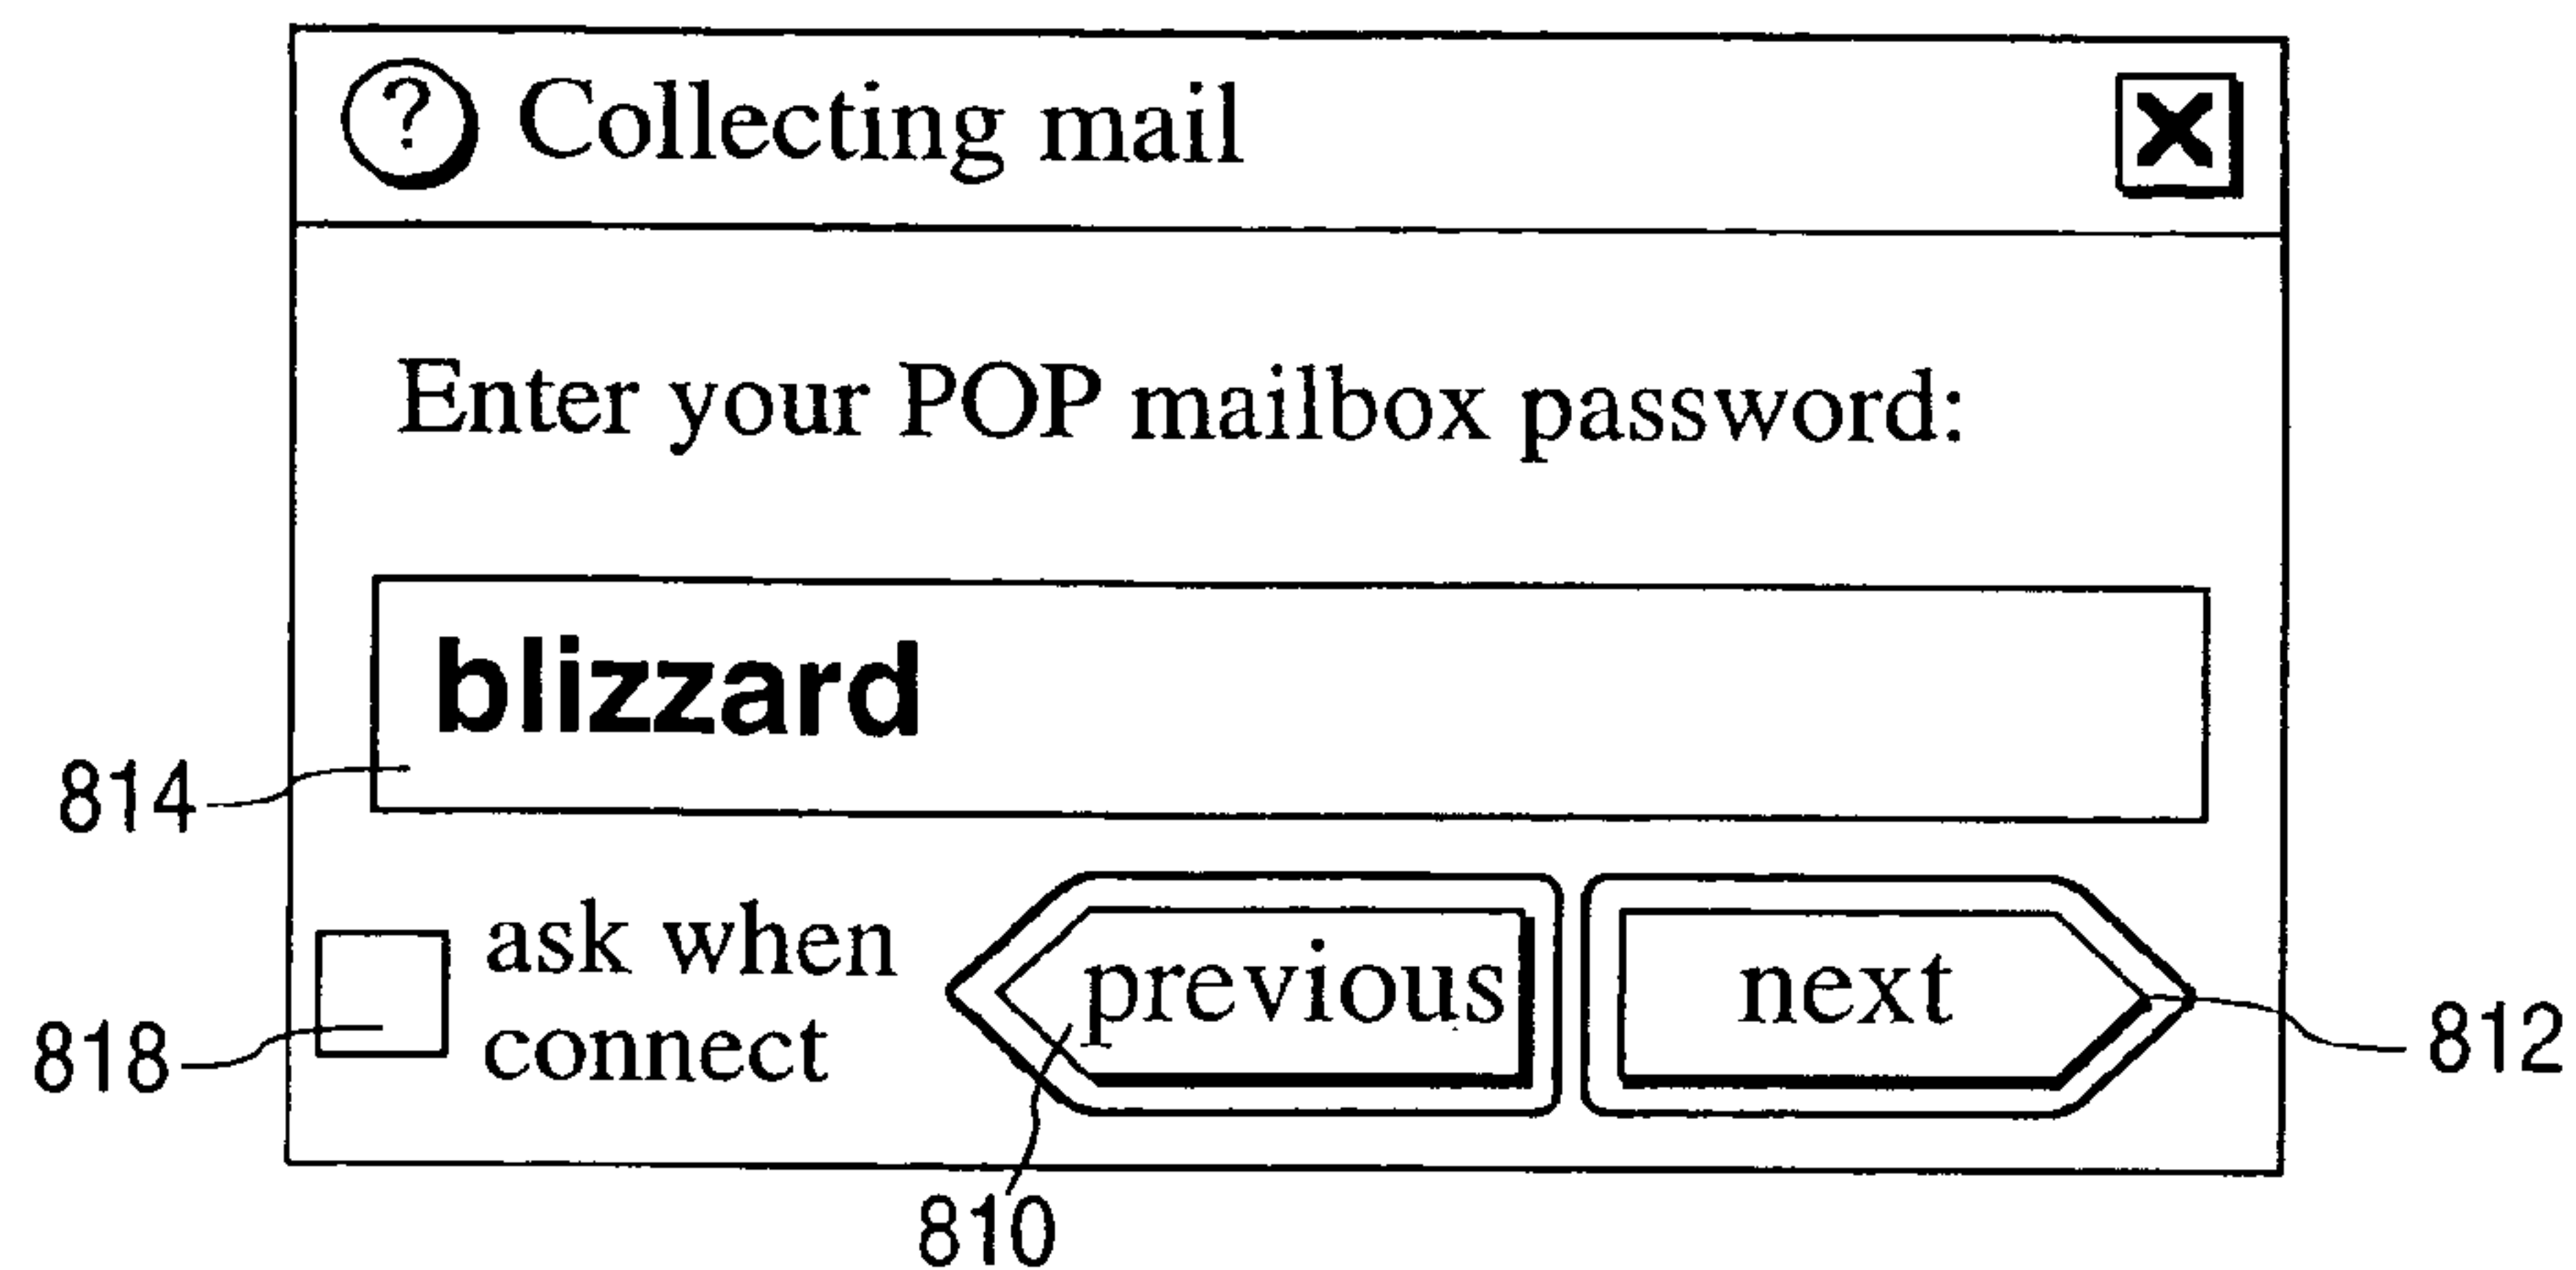 ? Collecting mail X
Enter your POP mailbox password:
blizzard
814
ask when
connect
previous
next
818
812
810